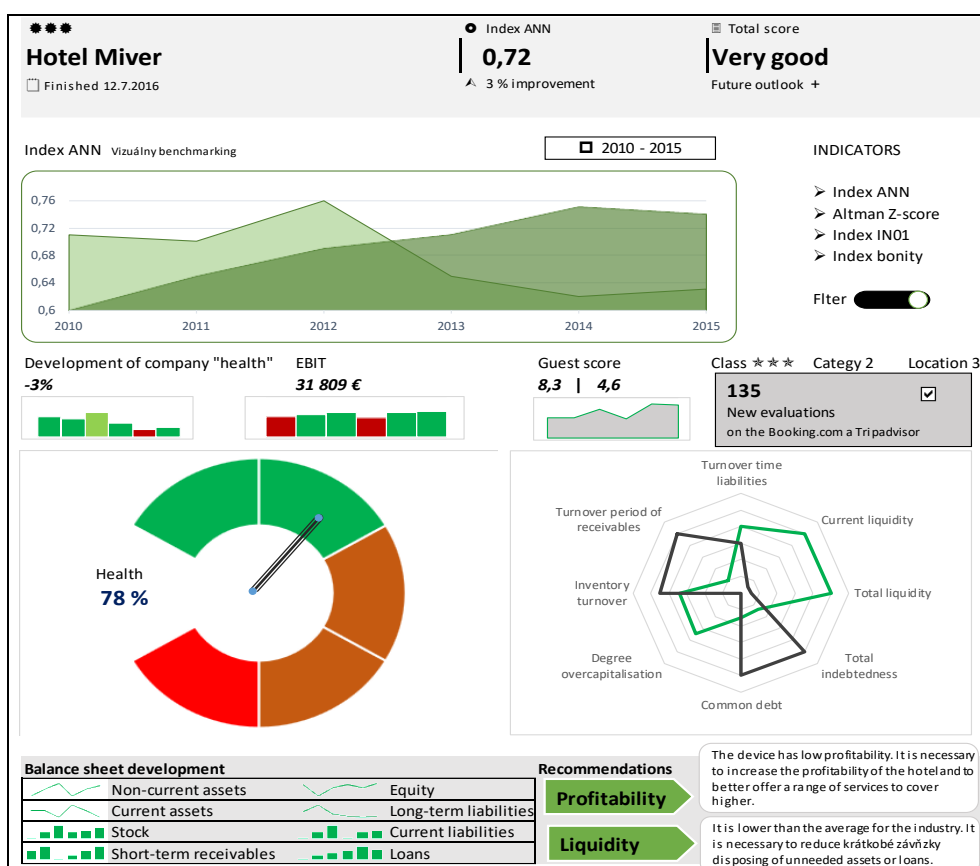 Index ANN
Total score
Hotel Miver
0,72
Very good
Finished 12.7.2016
3 % improvement
Future outlook +
Index ANN Vizuálny benchmarking
2010 - 2015
INDICATORS
Index ANN
Altman Z-score
Index IN01
Index bonity
Flter
0,76
0,72
0,68
0,64
0,6
2010 2011 2012 2013 2014 2015
Development of company "health"
-3%
EBIT
31 809 €
Guest score
8,3 | 4,6
Class ★★★ Categy 2 Location 3
135
New evaluations
on the Booking.com a Tripadvisor
Health
78 %
Turnover time
liabilities
Current liquidity
Total liquidity
Total
indebtedness
Common debt
Degree
overcapitalisation
Inventory
turnover
Turnover period of
receivables
Balance sheet development
Non-current assets
Equity
Current assets
Long-term liabilities
Stock
Current liabilities
Short-term receivables
Loans
Recommendations
Profitability
The device has low profitability. It is necessary
to increase the profitability of the hotel and to
better offer a range of services to cover
higher.
Liquidity
It is lower than the average for the industry. It
is necessary to reduce krátkobé závňzky
disposing of unneeded assets or loans.